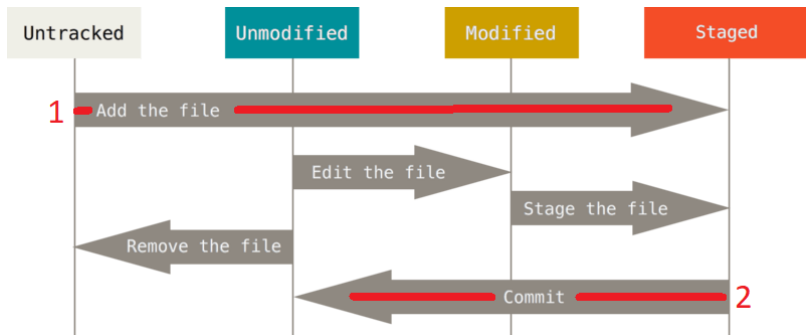 Untracked
Unmodified
Modified
Staged
1
Add the file
Edit the file
Stage the file
Remove the file
Commit
2